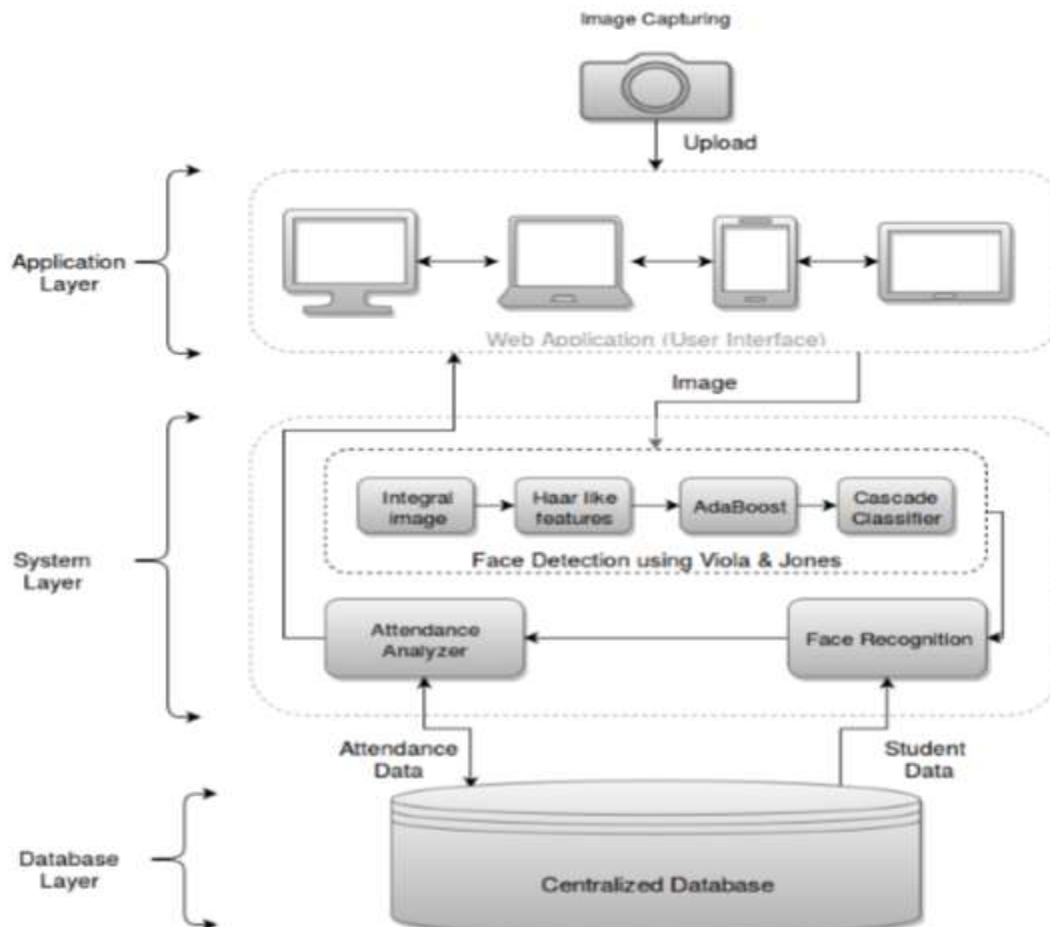 Image Capturing
Upload
Application
Layer
Web Application (User Interface)
Image
System
Layer
Integral
image
Haar like
features
AdaBoost
Cascade
Classifier
Face Detection using Viola & Jones
Attendance
Analyzer
Face Recognition
Attendance
Data
Student
Data
Database
Layer
Centralized Database